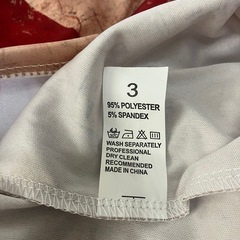 3
95% POLYESTER
5% SPANDEX
WASH SEPARATELY
PROFESSIONAL
DRY CLEAN
RECOMMENDED
MADE IN CHINA